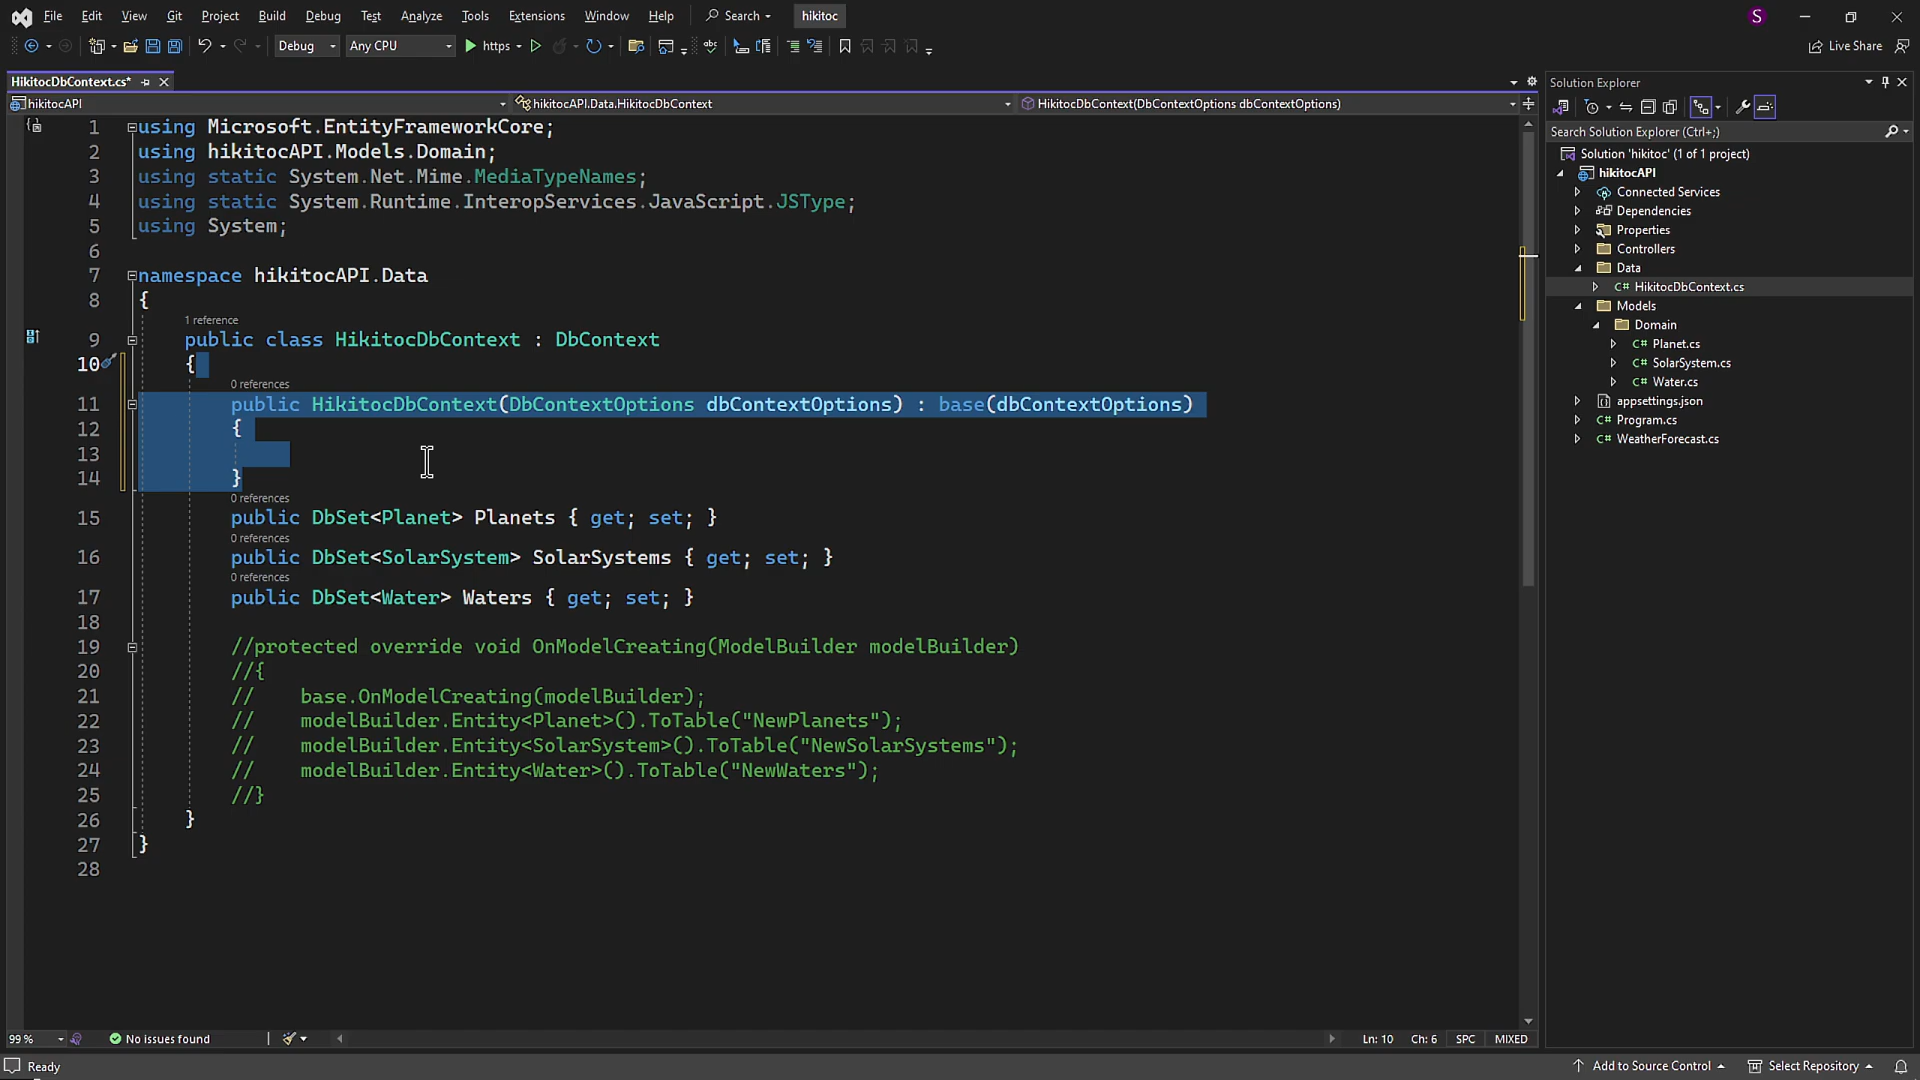 File Edit View Git Project Build Debug Test Analyze Tools Extensions Window Help Search hikitoc S
Debug Any CPU https Live Share
HikitocDbContext.cs*
hikitocAPI hikitocAPI.Data.HikitocDbContext HikitocDbContext(DbContextOptions dbContextOptions)
1 using Microsoft.EntityFrameworkCore;
2 using hikitocAPI.Models.Domain;
3 using static System.Net.Mime.MediaTypeNames;
4 using static System.Runtime.InteropServices.JavaScript.JSType;
5 using System;
6
7 namespace hikitocAPI.Data
8 {
1 reference
9 public class HikitocDbContext : DbContext
10 {
0 references
11 public HikitocDbContext(DbContextOptions dbContextOptions) : base(dbContextOptions)
12 {
13
14 }
0 references
15 public DbSet<Planet> Planets { get; set; }
0 references
16 public DbSet<SolarSystem> SolarSystems { get; set; }
0 references
17 public DbSet<Water> Waters { get; set; }
18
19 //protected override void OnModelCreating(ModelBuilder modelBuilder)
20 //{
21 // base.OnModelCreating(modelBuilder);
22 // modelBuilder.Entity<Planet>().ToTable("NewPlanets");
23 // modelBuilder.Entity<SolarSystem>().ToTable("NewSolarSystems");
24 // modelBuilder.Entity<Water>().ToTable("NewWaters");
25 //}
26 }
27 }
28
99 % No issues found Ln: 10 Ch: 6 SPC MIXED
Solution Explorer
Search Solution Explorer (Ctrl+;)
Solution 'hikitoc' (1 of 1 project)
hikitocAPI
Connected Services
Dependencies
Properties
Controllers
Data
C# HikitocDbContext.cs
Models
Domain
C# Planet.cs
C# SolarSystem.cs
C# Water.cs
appsettings.json
C# Program.cs
C# WeatherForecast.cs
Ready Add to Source Control Select Repository